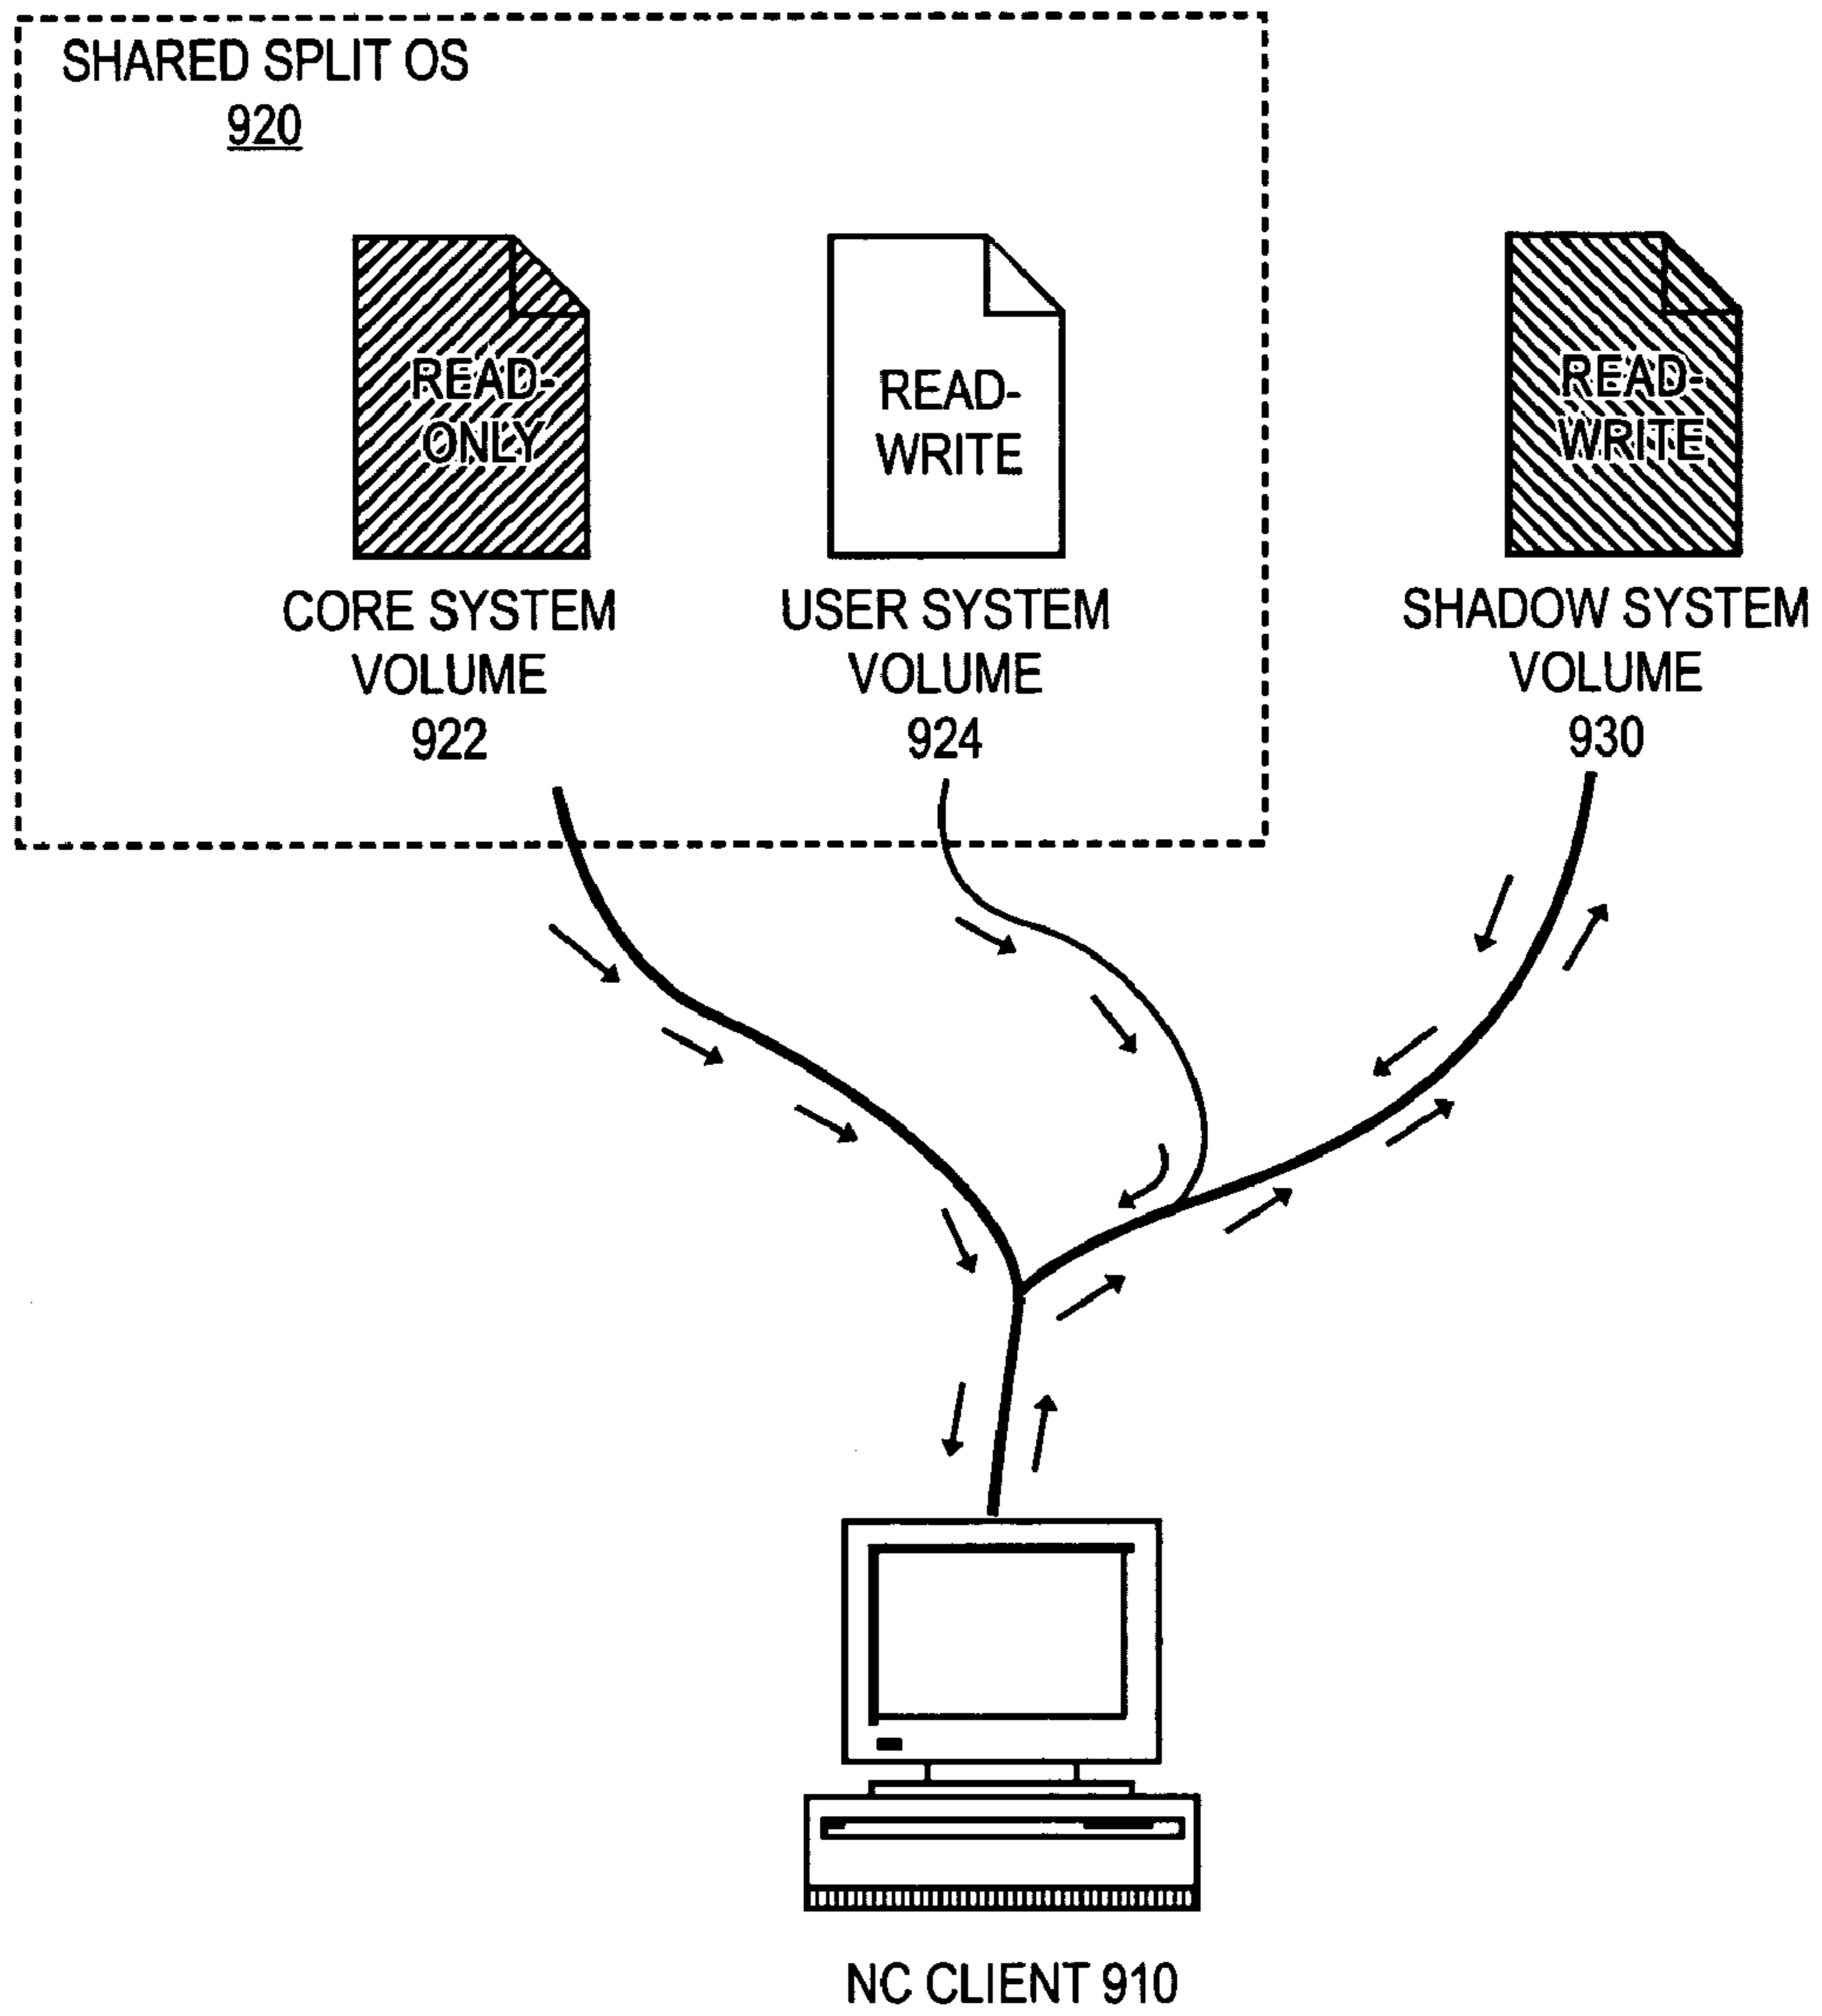 SHARED SPLIT OS
920
READ-
ONLY
CORE SYSTEM
VOLUME
922
READ-
WRITE
USER SYSTEM
VOLUME
924
READ-
WRITE
SHADOW SYSTEM
VOLUME
930
NC CLIENT 910